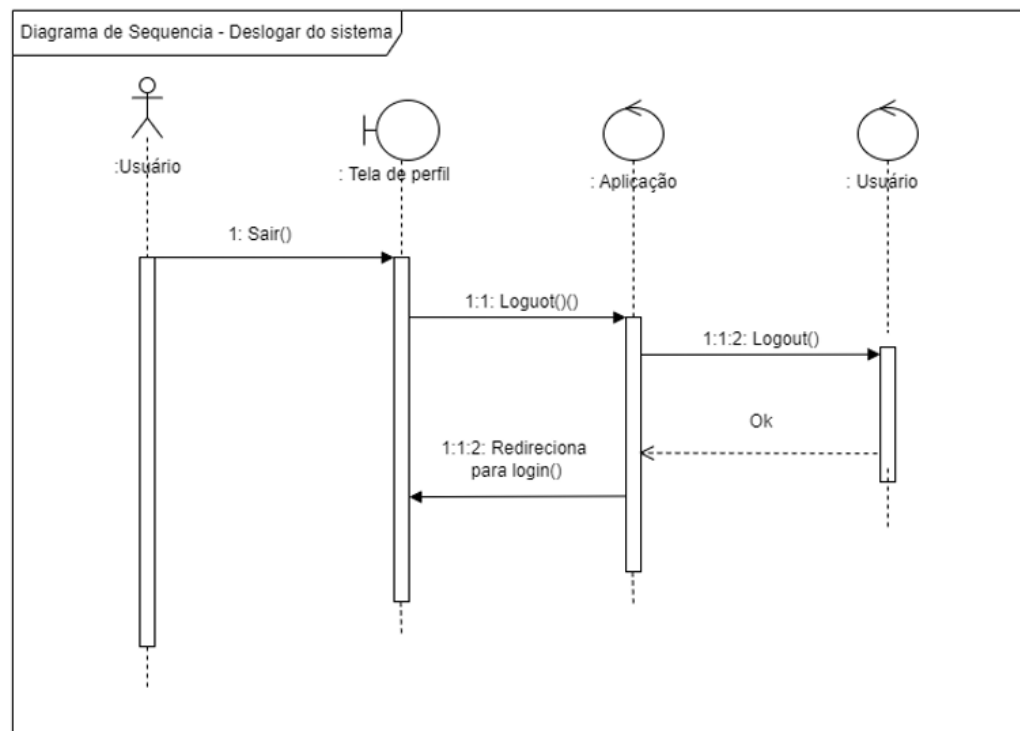 Diagrama de Sequencia - Deslogar do sistema
:Usuário
: Tela de perfil
: Aplicação
: Usuário
1: Sair()
1:1: Loguot()()
1:1:2: Logout()
Ok
1:1:2: Redireciona
para login()